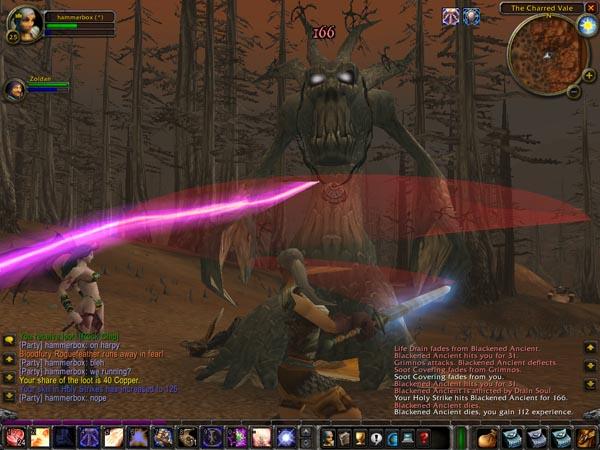 hammerbox (*)
25
Zoldan
166
The Charred Vale
N
[Party] hammerbox: on harpy
Bloodfury Roguefeather runs away in fear!
[Party] hammerbox: bleh
[Party] hammerbox: we running?
Your share of the loot is 40 Copper.
Your skill in Holy Strikes has increased to 125.
[Party] hammerbox: nope
Life Drain fades from Blackened Ancient.
Blackened Ancient hits you for 31.
Grimnos attacks. Blackened Ancient deflects.
Soot Covering fades from Grimnos.
Soot Covering fades from you.
Blackened Ancient hits you for 31.
Blackened Ancient is afflicted by Drain Soul.
Your Holy Strike hits Blackened Ancient for 166.
Blackened Ancient dies.
Blackened Ancient dies, you gain 112 experience.